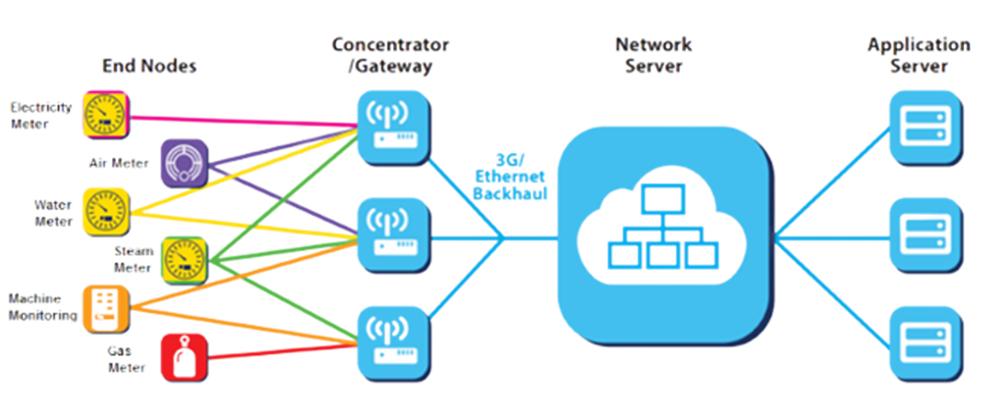 Concentrator
/Gateway
Network
Server
Application
Server
End Nodes
Electricity
Meter
Air Meter
Water
Meter
Steam
Meter
Machine
Monitoring
Gas
Meter
3G/
Ethernet
Backhaul